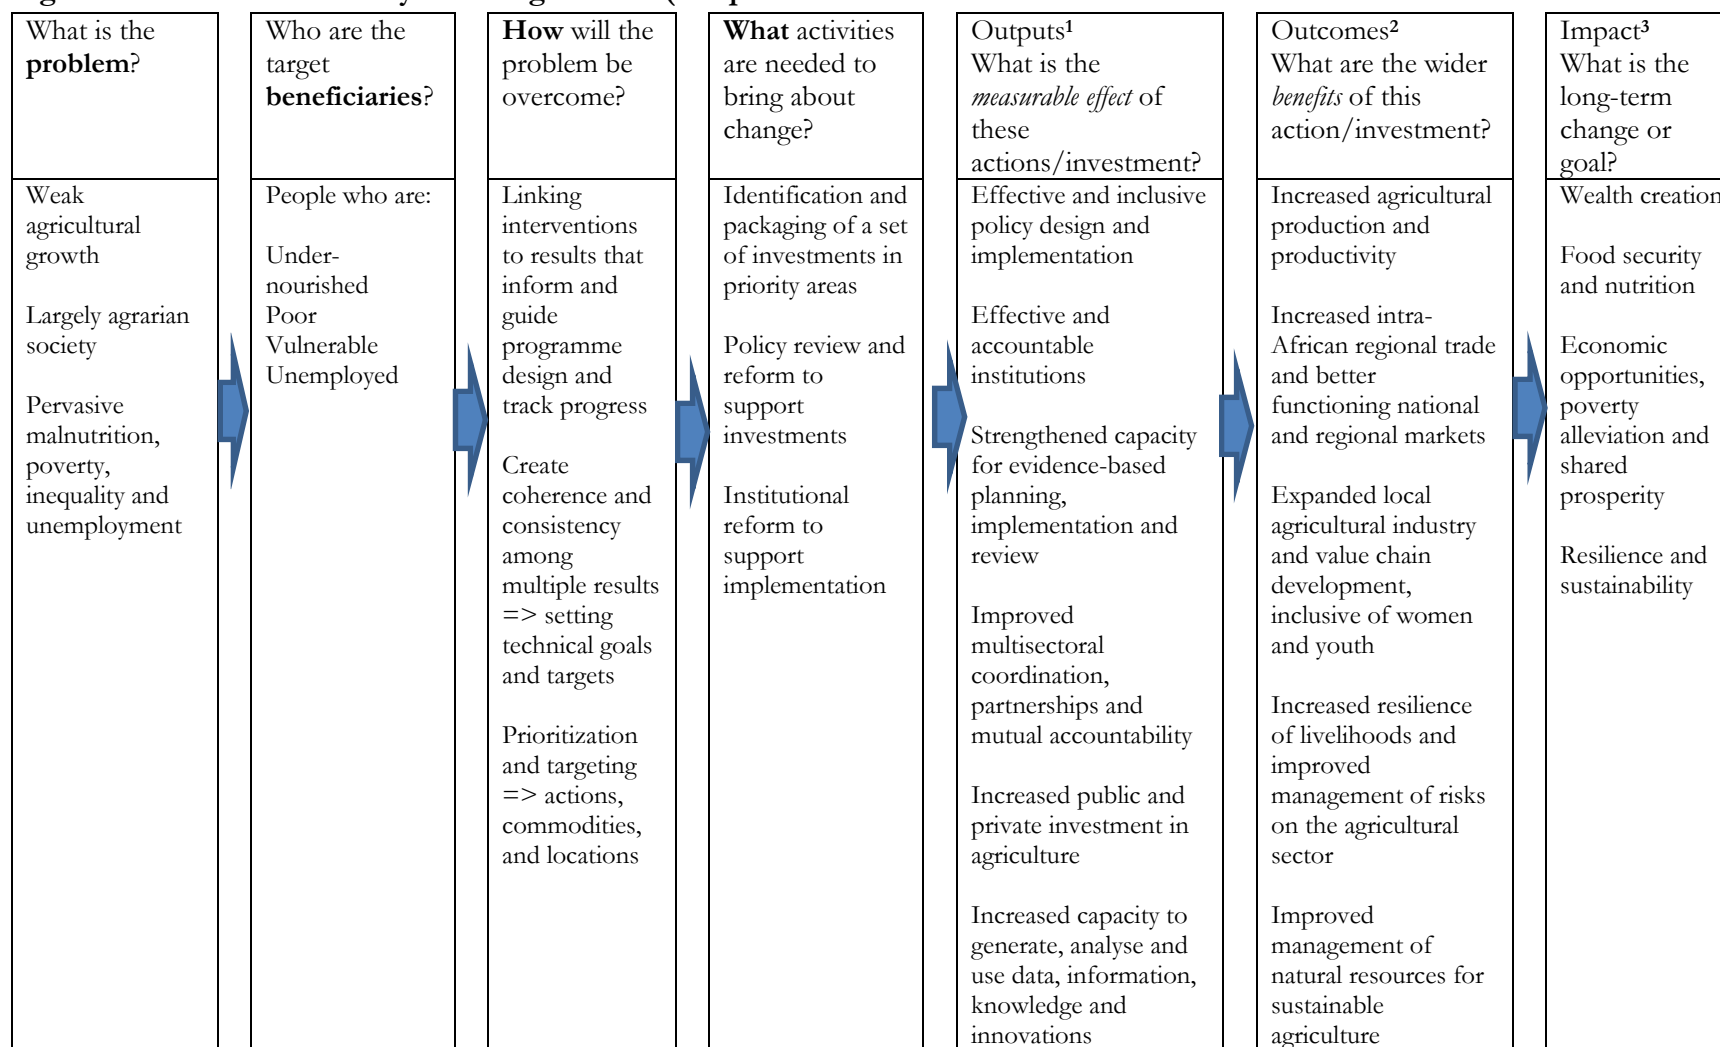 What is the
problem?
Weak
agricultural
growth
Largely agrarian
society
Pervasive
malnutrition,
poverty,
inequality and
unemployment
Who are the
target
beneficiaries?
People who are:
Under-
nourished
Poor
Vulnerable
Unemployed
How will the
problem be
overcome?
Linking
interventions
to results that
inform and
guide
programme
design and
track progress
Create
coherence and
consistency
among
multiple results
=> setting
technical goals
and targets
Prioritization
and targeting
=> actions,
commodities,
and locations
What activities
are needed to
bring about
change?
Identification and
packaging of a set
of investments in
priority areas
Policy review and
reform to
support
investments
Institutional
reform to
support
implementation
Outputs¹
What is the
measurable effect of
these
actions/investment?
Effective and inclusive
policy design and
implementation
Effective and
accountable
institutions
Strengthened capacity
for evidence-based
planning,
implementation and
review
Improved
multisectoral
coordination,
partnerships and
mutual accountability
Increased public and
private investment in
agriculture
Increased capacity to
generate, analyse and
use data, information,
knowledge and
innovations
Outcomes²
What are the wider
benefits of this
action/investment?
Increased agricultural
production and
productivity
Increased intra-
African regional trade
and better
functioning national
and regional markets
Expanded local
agricultural industry
and value chain
development,
inclusive of women
and youth
Increased resilience
of livelihoods and
improved
management of risks
on the agricultural
sector
Improved
management of
natural resources for
sustainable
agriculture
Impact³
What is the
long-term
change or
goal?
Wealth creation
Food security
and nutrition
Economic
opportunities,
poverty
alleviation and
shared
prosperity
Resilience and
sustainability